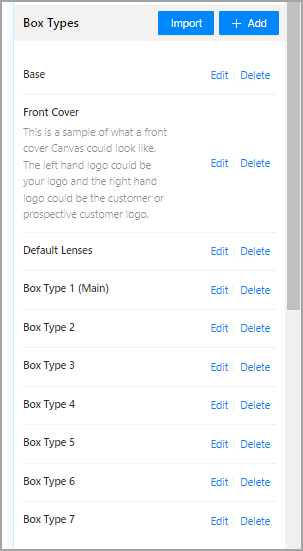 Box Types Import + Add
Base Edit Delete
Front Cover
This is a sample of what a front
cover Canvas could look like.
The left hand logo could be
your logo and the right hand
logo could be the customer or
prospective customer logo.
Edit Delete
Default Lenses Edit Delete
Box Type 1 (Main) Edit Delete
Box Type 2 Edit Delete
Box Type 3 Edit Delete
Box Type 4 Edit Delete
Box Type 5 Edit Delete
Box Type 6 Edit Delete
Box Type 7 Edit Delete